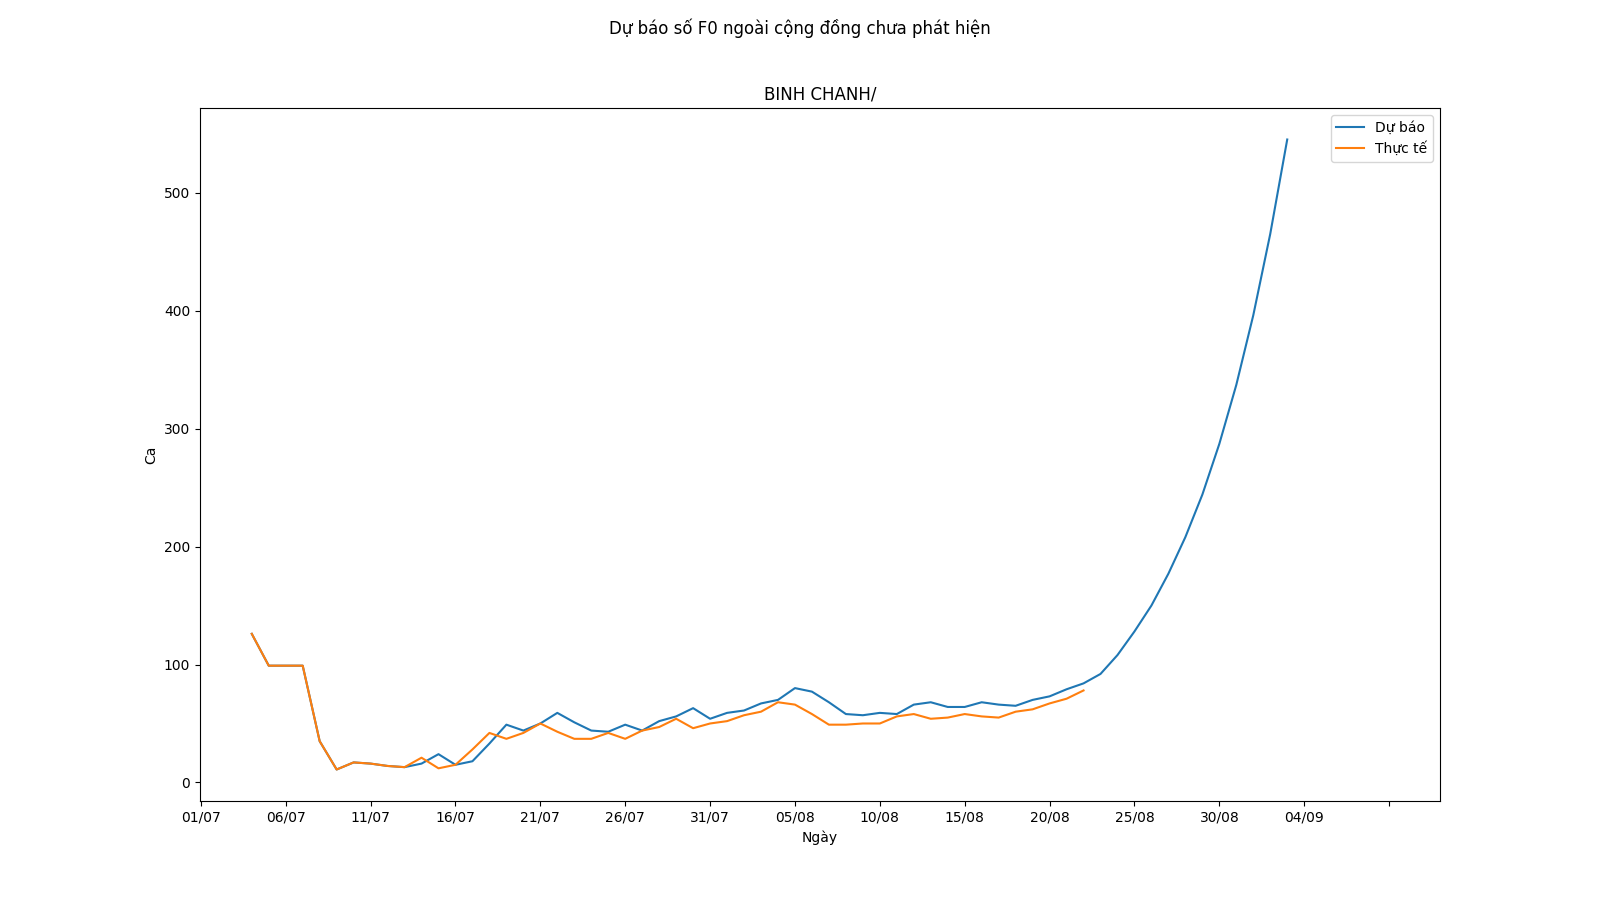 Dự báo số F0 ngoài cộng đồng chưa phát hiện
BINH CHANH/
Dự báo
Thực tế
500
400
300
200
100
0
Ca
01/07 06/07 11/07 16/07 21/07 26/07 31/07 05/08 10/08 15/08 20/08 25/08 30/08 04/09
Ngày